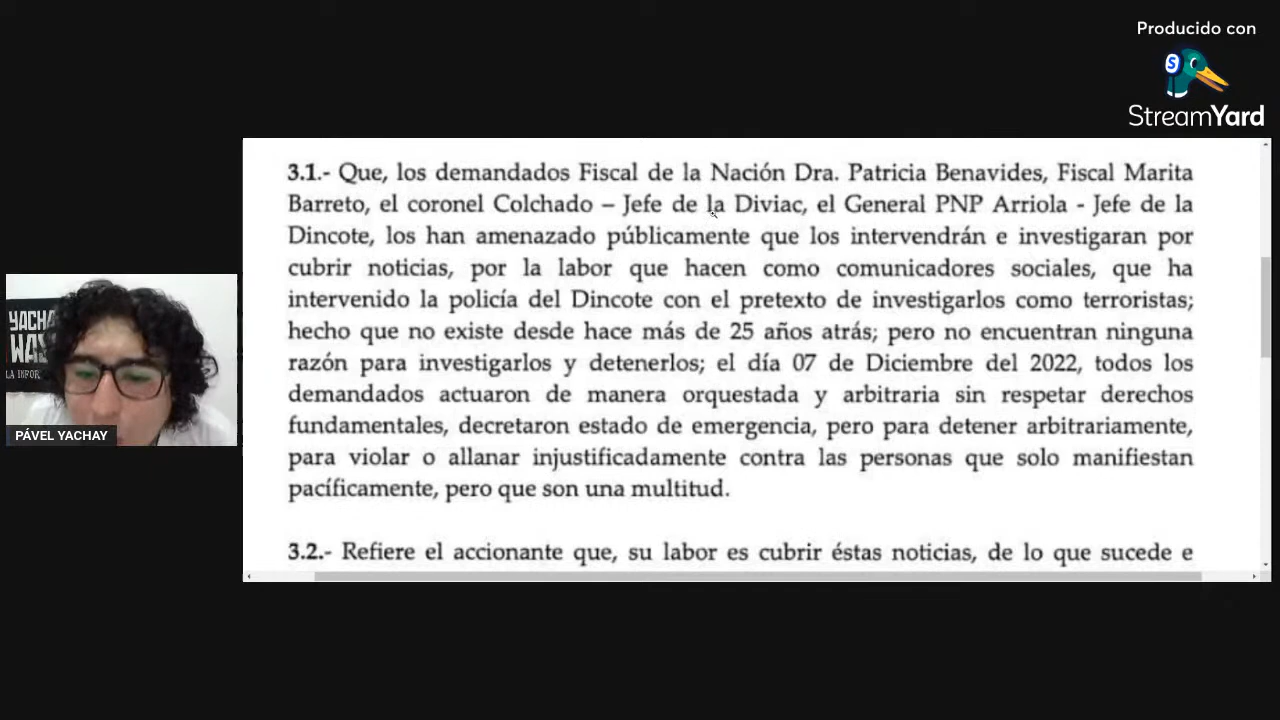 Producido con
StreamYard
3.1.- Que, los demandados Fiscal de la Nación Dra. Patricia Benavides, Fiscal Marita
Barreto, el coronel Colchado – Jefe de la Diviac, el General PNP Arriola - Jefe de la
Dincote, los han amenazado públicamente que los intervendrán e investigaran por
cubrir noticias, por la labor que hacen como comunicadores sociales, que ha
intervenido la policía del Dincote con el pretexto de investigarlos como terroristas;
hecho que no existe desde hace más de 25 años atrás; pero no encuentran ninguna
razón para investigarlos y detenerlos; el día 07 de Diciembre del 2022, todos los
demandados actuaron de manera orquestada y arbitraria sin respetar derechos
fundamentales, decretaron estado de emergencia, pero para detener arbitrariamente,
para violar o allanar injustificadamente contra las personas que solo manifiestan
pacíficamente, pero que son una multitud.
3.2.- Refiere el accionante que, su labor es cubrir éstas noticias, de lo que sucede e
YACHA
WA
LA INFOR
PÁVEL YACHAY